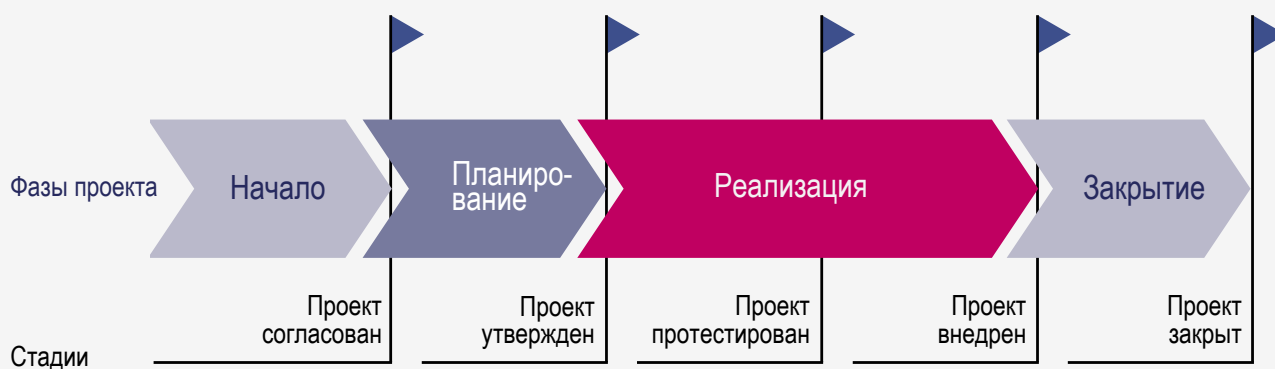 Фазы проекта
Начало
Планиро-
вание
Реализация
Закрытие
Проект
согласован
Проект
утвержден
Проект
протестирован
Проект
внедрен
Проект
закрыт
Стадии